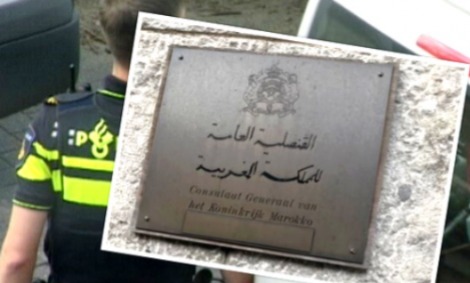 القنصلية العامة
للمملكة المغربية
Consulaat Generaal van
het Koninkrijk Marokko